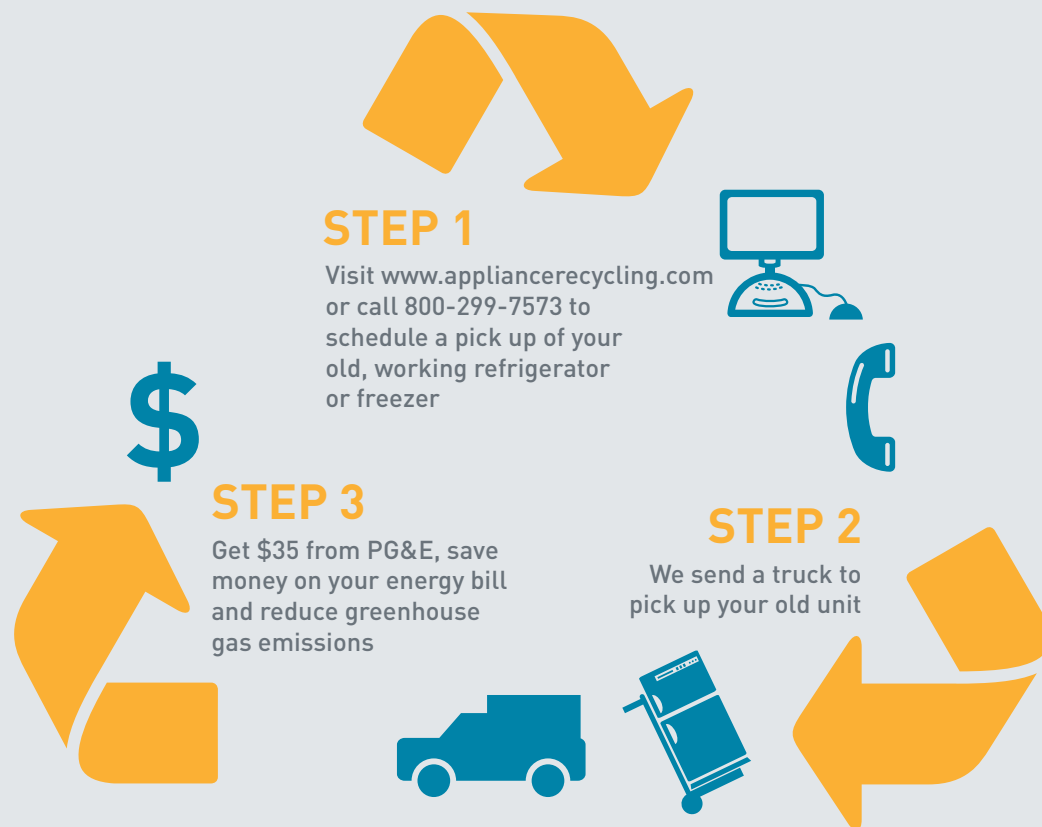 STEP 1
Visit www.appliancerecycling.com
or call 800-299-7573 to
schedule a pick up of your
old, working refrigerator
or freezer
STEP 2
We send a truck to
pick up your old unit
$
STEP 3
Get $35 from PG&E, save
money on your energy bill
and reduce greenhouse
gas emissions